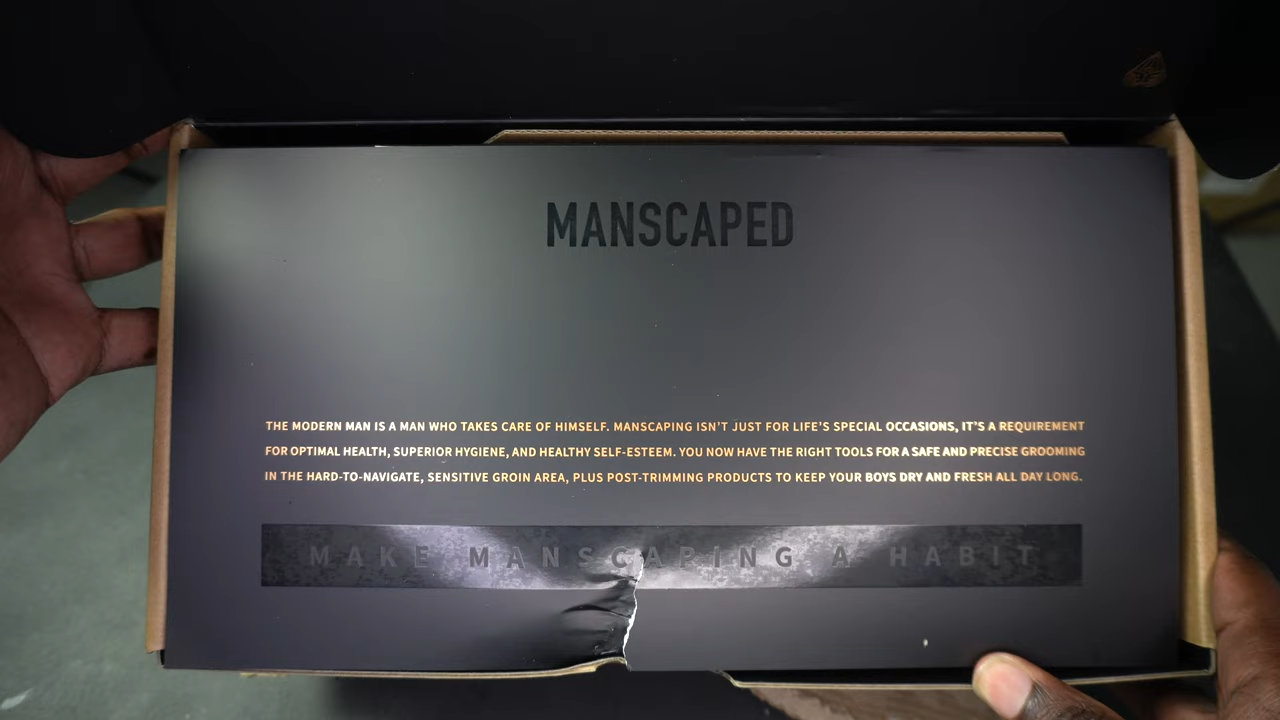 MANSCAPED
THE MODERN MAN IS A MAN WHO TAKES CARE OF HIMSELF. MANSCAPING ISN'T JUST FOR LIFE'S SPECIAL OCCASIONS, IT'S A REQUIREMENT
FOR OPTIMAL HEALTH, SUPERIOR HYGIENE, AND HEALTHY SELF-ESTEEM. YOU NOW HAVE THE RIGHT TOOLS FOR A SAFE AND PRECISE GROOMING
IN THE HARD-TO-NAVIGATE, SENSITIVE GROIN AREA, PLUS POST-TRIMMING PRODUCTS TO KEEP YOUR BOYS DRY AND FRESH ALL DAY LONG.
MAKE MANSCAPING A HABIT